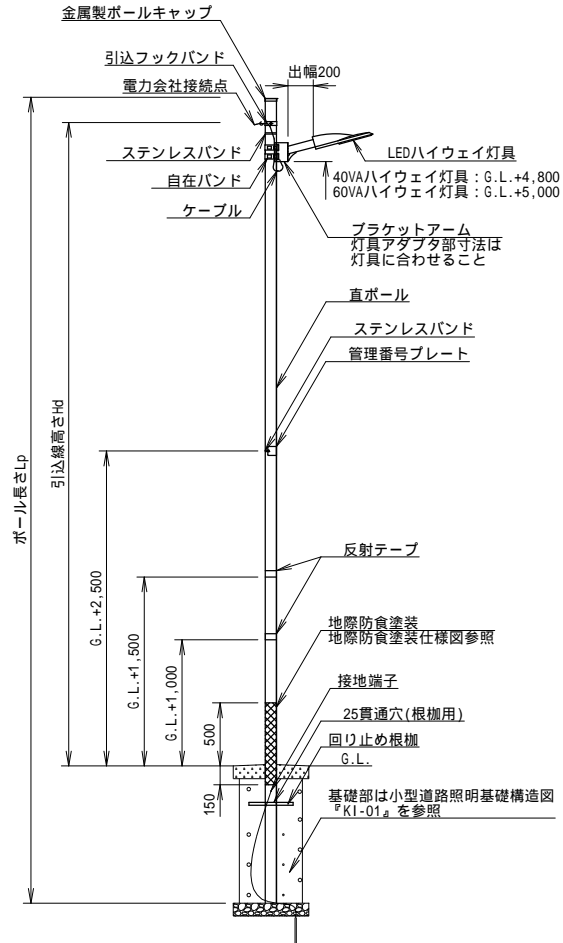 金属製ポールキャップ
引込フックバンド
電力会社接続点
出幅200
ステンレスバンド
自在バンド
ケーブル
LEDハイウェイ灯具
40VAハイウェイ灯具：G.L.+4,800
60VAハイウェイ灯具：G.L.+5,000
ブラケットアーム
灯具アダプタ部寸法は
灯具に合わせること
直ポール
ステンレスバンド
管理番号プレート
ポール長さLp
引込線高さHd
G.L.+2,500
G.L.+1,500
G.L.+1,000
反射テープ
地際防食塗装
地際防食塗装仕様図参照
接地端子
25貫通穴(根枷用)
回り止め根枷
G.L.
500
150
基礎部は小型道路照明基礎構造図
『KI-01』を参照